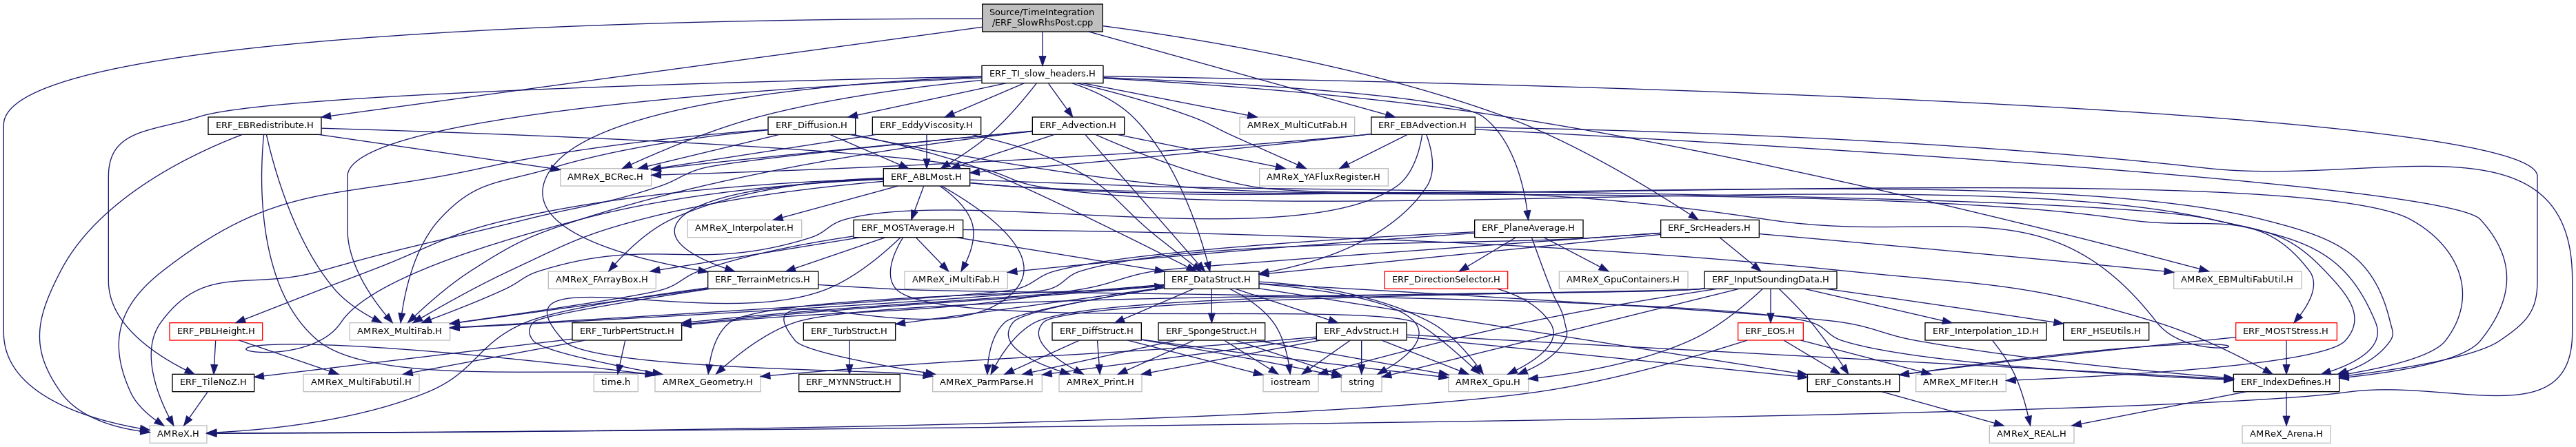 Source/TimeIntegration
/ERF_SlowRhsPost.cpp
ERF_TI_slow_headers.H
ERF_EBRedistribute.H
ERF_Diffusion.H
ERF_EddyViscosity.H
ERF_Advection.H
AMReX_MultiCutFab.H
ERF_EBAdvection.H
AMReX_BCRec.H
ERF_ABLMost.H
AMReX_YAFluxRegister.H
AMReX_Interpolater.H
ERF_MOSTAverage.H
ERF_PlaneAverage.H
ERF_SrcHeaders.H
AMReX_FArrayBox.H
ERF_TerrainMetrics.H
AMReX_iMultiFab.H
ERF_DataStruct.H
ERF_DirectionSelector.H
AMReX_GpuContainers.H
ERF_InputSoundingData.H
AMReX_EBMultiFabUtil.H
ERF_PBLHeight.H
AMReX_MultiFab.H
ERF_TurbPertStruct.H
ERF_TurbStruct.H
ERF_DiffStruct.H
ERF_SpongeStruct.H
ERF_AdvStruct.H
ERF_EOS.H
ERF_Interpolation_1D.H
ERF_HSEUtils.H
ERF_MOSTStress.H
ERF_TileNoZ.H
AMReX_MultiFabUtil.H
time.h
AMReX_Geometry.H
ERF_MYNNStruct.H
AMReX_ParmParse.H
AMReX_Print.H
iostream
string
AMReX_Gpu.H
ERF_Constants.H
AMReX_MFIter.H
ERF_IndexDefines.H
AMReX.H
AMReX_REAL.H
AMReX_Arena.H